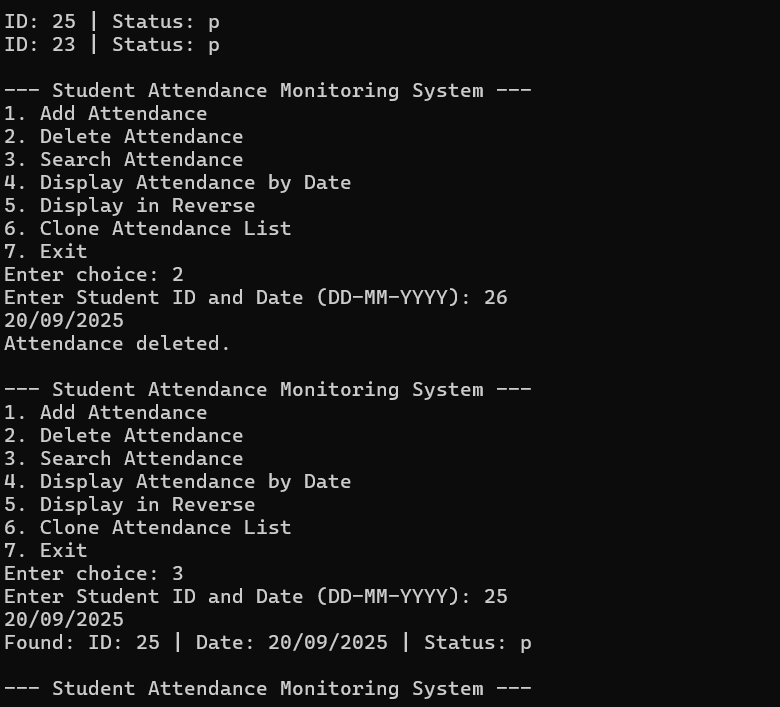 ID: 25 | Status: p
ID: 23 | Status: p
--- Student Attendance Monitoring System ---
1. Add Attendance
2. Delete Attendance
3. Search Attendance
4. Display Attendance by Date
5. Display in Reverse
6. Clone Attendance List
7. Exit
Enter choice: 2
Enter Student ID and Date (DD-MM-YYYY): 26
20/09/2025
Attendance deleted.
--- Student Attendance Monitoring System ---
1. Add Attendance
2. Delete Attendance
3. Search Attendance
4. Display Attendance by Date
5. Display in Reverse
6. Clone Attendance List
7. Exit
Enter choice: 3
Enter Student ID and Date (DD-MM-YYYY): 25
20/09/2025
Found: ID: 25 | Date: 20/09/2025 | Status: p
--- Student Attendance Monitoring System ---